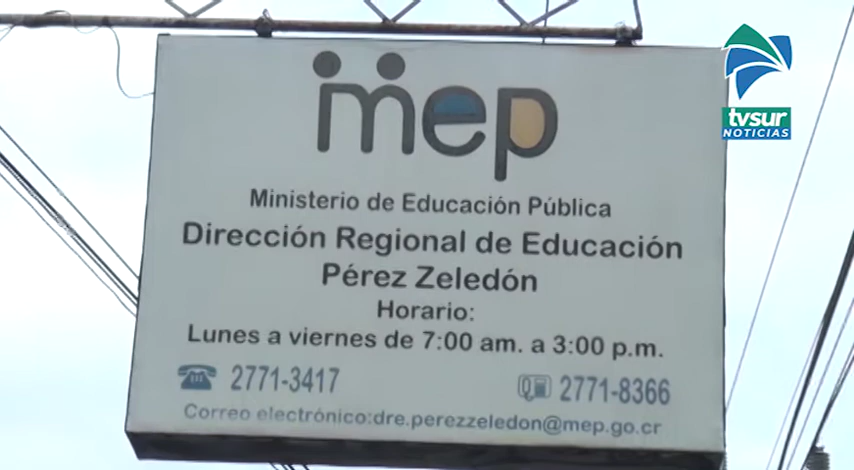 mep
Ministerio de Educación Pública
Dirección Regional de Educación
Pérez Zeledón
Horario:
Lunes a viernes de 7:00 am. a 3:00 p.m.
2771-3417 2771-8366
Correo electrónico:dre.perezzeledon@mep.go.cr
tvsur
NOTICIAS